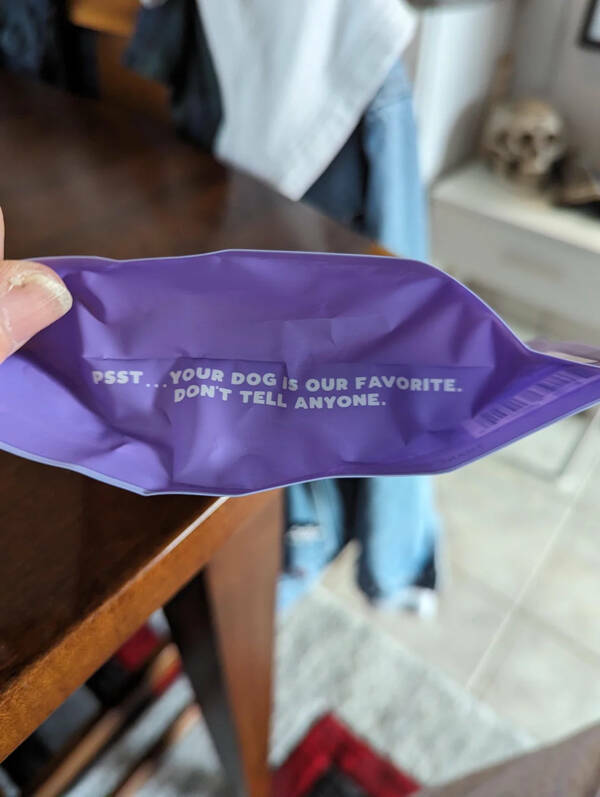 PSST...YOUR DOG IS OUR FAVORITE.
DON'T TELL ANYONE.